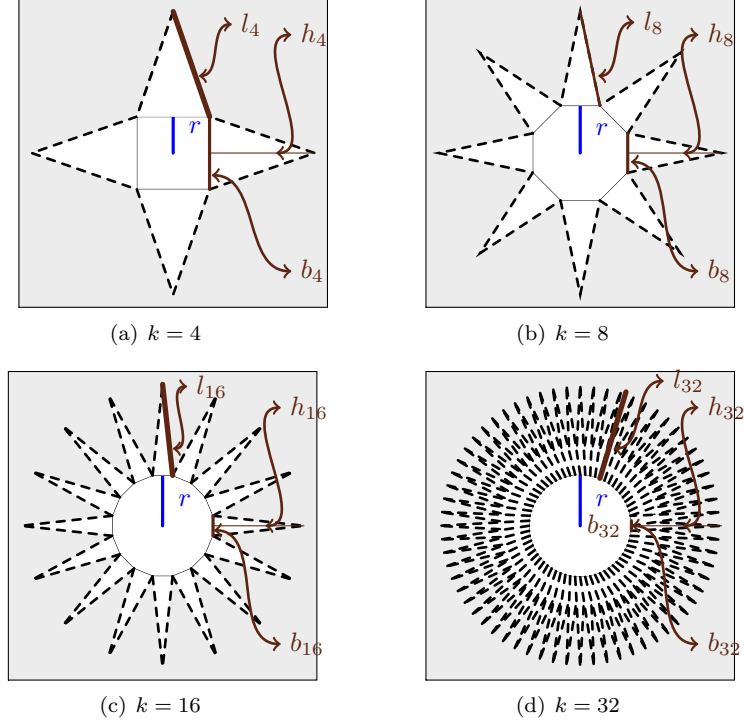 l₄
h₄
r
b₄
(a) k = 4
l₈
h₈
r
b₈
(b) k = 8
l₁₆
h₁₆
r
b₁₆
(c) k = 16
l₃₂
h₃₂
r
b₃₂
b₃₂
(d) k = 32